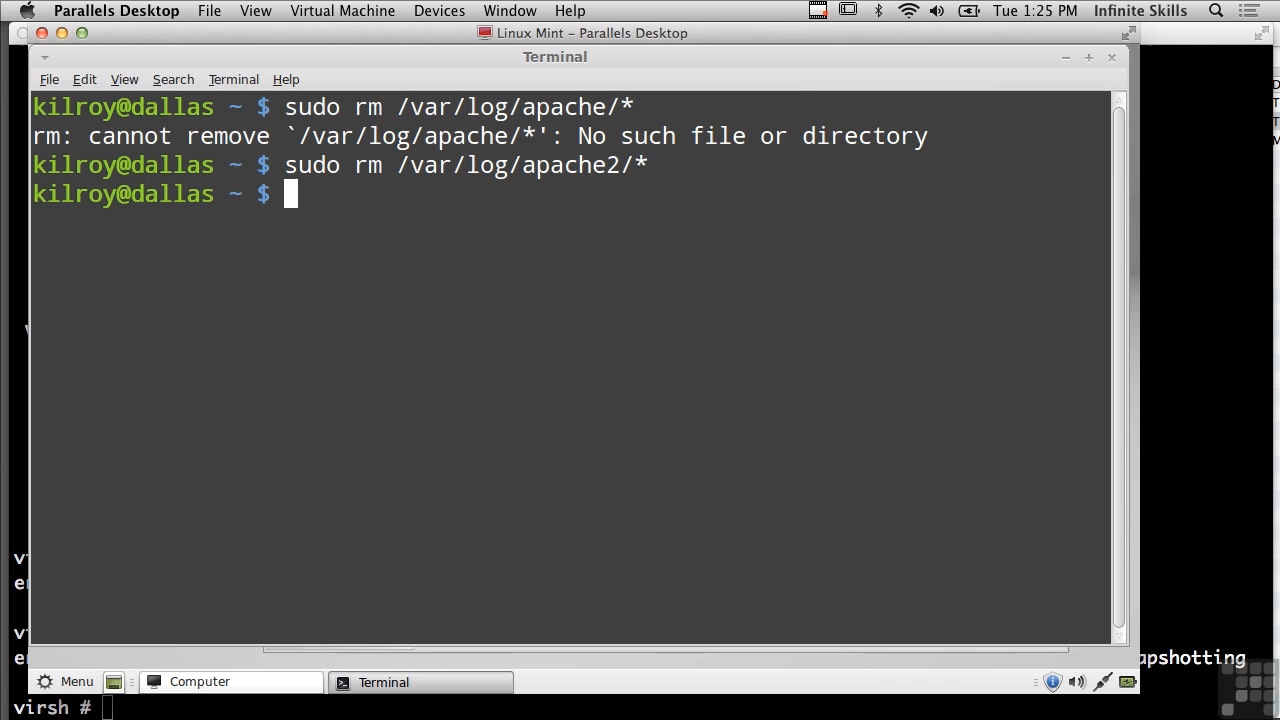 Parallels Desktop File View Virtual Machine Devices Window Help Tue 1:25 PM Infinite Skills
Linux Mint - Parallels Desktop
Terminal
File Edit View Search Terminal Help
kilroy@dallas ~ $ sudo rm /var/log/apache/*
rm: cannot remove `/var/log/apache/*': No such file or directory
kilroy@dallas ~ $ sudo rm /var/log/apache2/*
kilroy@dallas ~ $
apshotting
Menu Computer Terminal
virsh #